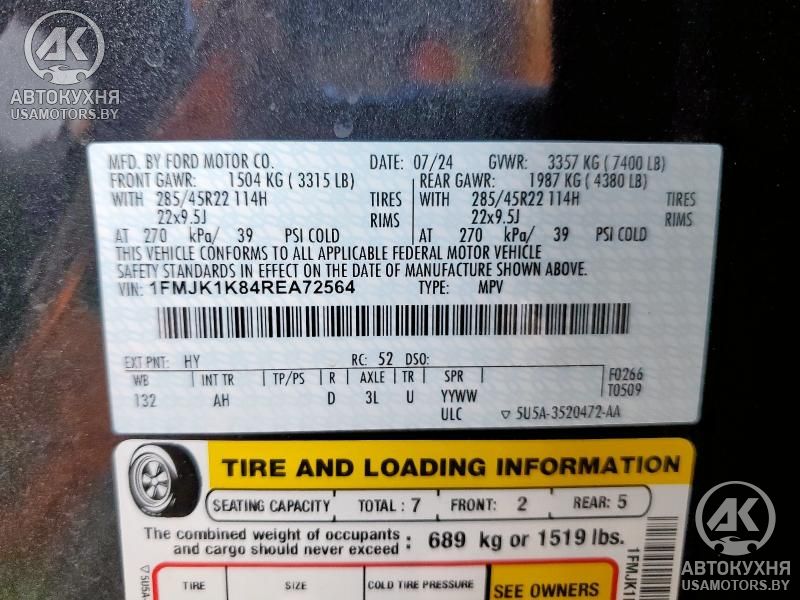 АК
АВТОКУХНЯ
USAMOTORS.BY
MFD. BY FORD MOTOR CO. DATE: 07/24 GVWR: 3357 KG ( 7400 LB)
FRONT GAWR: 1504 KG ( 3315 LB) REAR GAWR: 1987 KG ( 4380 LB)
WITH 285/45R22 114H TIRES WITH 285/45R22 114H TIRES
22x9.5J RIMS 22x9.5J RIMS
AT 270 kPa/ 39 PSI COLD AT 270 kPa/ 39 PSI COLD
THIS VEHICLE CONFORMS TO ALL APPLICABLE FEDERAL MOTOR VEHICLE
SAFETY STANDARDS IN EFFECT ON THE DATE OF MANUFACTURE SHOWN ABOVE.
VIN: 1FMJK1K84REA72564 TYPE: MPV
EXT PNT: HY RC: 52 DSO:
WB INT TR TP/PS R AXLE TR SPR F0266
132 AH D 3L U YYWW T0509
ULC ▽ 5U5A-3520472-AA
TIRE AND LOADING INFORMATION
SEATING CAPACITY TOTAL : 7 FRONT: 2 REAR: 5
The combined weight of occupants
and cargo should never exceed : 689 kg or 1519 lbs.
TIRE SIZE COLD TIRE PRESSURE SEE OWNERS
▽ 5U5A-
1FMJK1
АК
АВТОКУХНЯ
USAMOTORS.BY